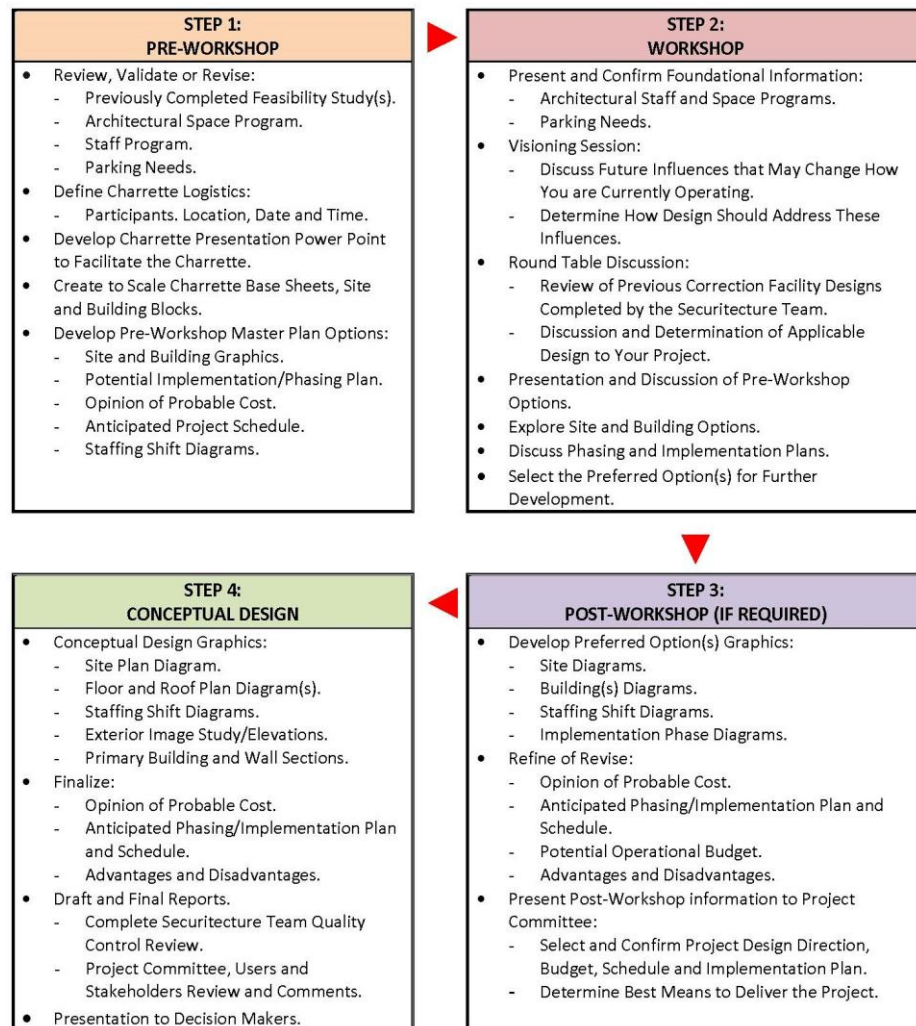 STEP 1:
PRE-WORKSHOP
• Review, Validate or Revise:
- Previously Completed Feasibility Study(s).
- Architectural Space Program.
- Staff Program.
- Parking Needs.
• Define Charrette Logistics:
- Participants. Location, Date and Time.
• Develop Charrette Presentation Power Point
to Facilitate the Charrette.
• Create to Scale Charrette Base Sheets, Site
and Building Blocks.
• Develop Pre-Workshop Master Plan Options:
- Site and Building Graphics.
- Potential Implementation/Phasing Plan.
- Opinion of Probable Cost.
- Anticipated Project Schedule.
- Staffing Shift Diagrams.
STEP 2:
WORKSHOP
• Present and Confirm Foundational Information:
- Architectural Staff and Space Programs.
- Parking Needs.
• Visioning Session:
- Discuss Future Influences that May Change How
You are Currently Operating.
- Determine How Design Should Address These
Influences.
• Round Table Discussion:
- Review of Previous Correction Facility Designs
Completed by the Securitecture Team.
- Discussion and Determination of Applicable
Design to Your Project.
• Presentation and Discussion of Pre-Workshop
Options.
• Explore Site and Building Options.
• Discuss Phasing and Implementation Plans.
• Select the Preferred Option(s) for Further
Development.
STEP 3:
POST-WORKSHOP (IF REQUIRED)
• Develop Preferred Option(s) Graphics:
- Site Diagrams.
- Building(s) Diagrams.
- Staffing Shift Diagrams.
- Implementation Phase Diagrams.
• Refine of Revise:
- Opinion of Probable Cost.
- Anticipated Phasing/Implementation Plan and
Schedule.
- Potential Operational Budget.
- Advantages and Disadvantages.
• Present Post-Workshop information to Project
Committee:
- Select and Confirm Project Design Direction,
Budget, Schedule and Implementation Plan.
- Determine Best Means to Deliver the Project.
STEP 4:
CONCEPTUAL DESIGN
• Conceptual Design Graphics:
- Site Plan Diagram.
- Floor and Roof Plan Diagram(s).
- Staffing Shift Diagrams.
- Exterior Image Study/Elevations.
- Primary Building and Wall Sections.
• Finalize:
- Opinion of Probable Cost.
- Anticipated Phasing/Implementation Plan
and Schedule.
- Advantages and Disadvantages.
• Draft and Final Reports.
- Complete Securitecture Team Quality
Control Review.
- Project Committee, Users and
Stakeholders Review and Comments.
• Presentation to Decision Makers.